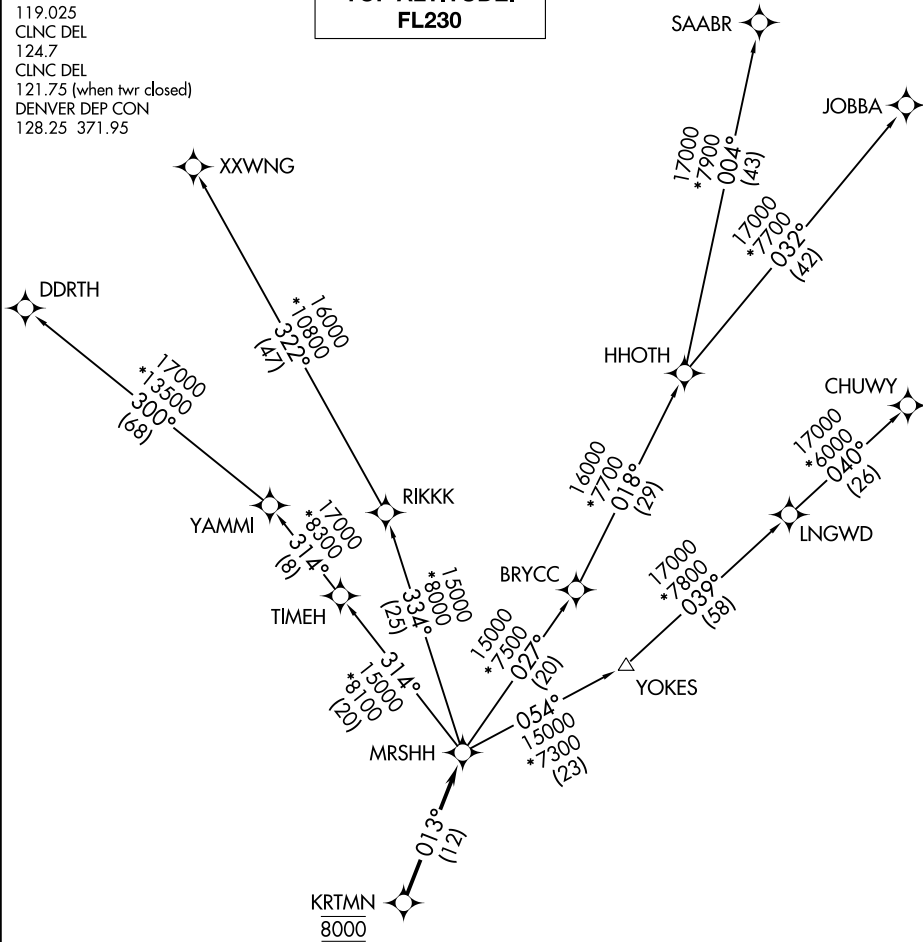 119.025
CLNC DEL
124.7
CLNC DEL
121.75 (when twr closed)
DENVER DEP CON
128.25 371.95
TOP ALTITUDE:
FL230
SAABR
JOBBA
17000
*7900
004°
(43)
17000
*7700
032°
(42)
XXWNG
DDRTH
16000
*10800
322°
(47)
17000
*13500
300°
(68)
HHOTH
CHUWY
17000
*6000
040°
(26)
16000
*7700
018°
(29)
RIKKK
YAMMI
17000
*8300
314°
(8)
LNGWD
BRYCC
17000
*7800
039°
(58)
TIMEH
15000
*8000
334°
(25)
15000
*7500
027°
(20)
314°
15000
*8100
(20)
YOKES
054°
15000
*7300
(23)
MRSHH
013°
(12)
KRTMN
8000